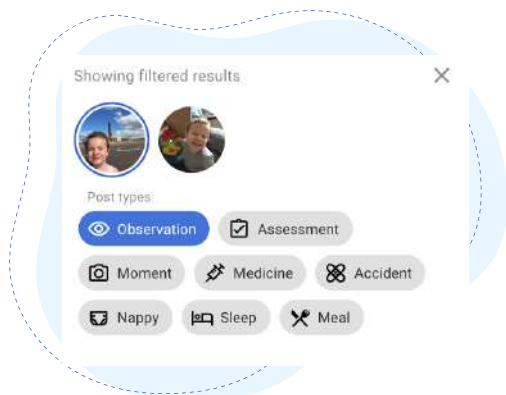 Showing filtered results
Post types
Observation Assessment
Moment Medicine Accident
Nappy Sleep Meal